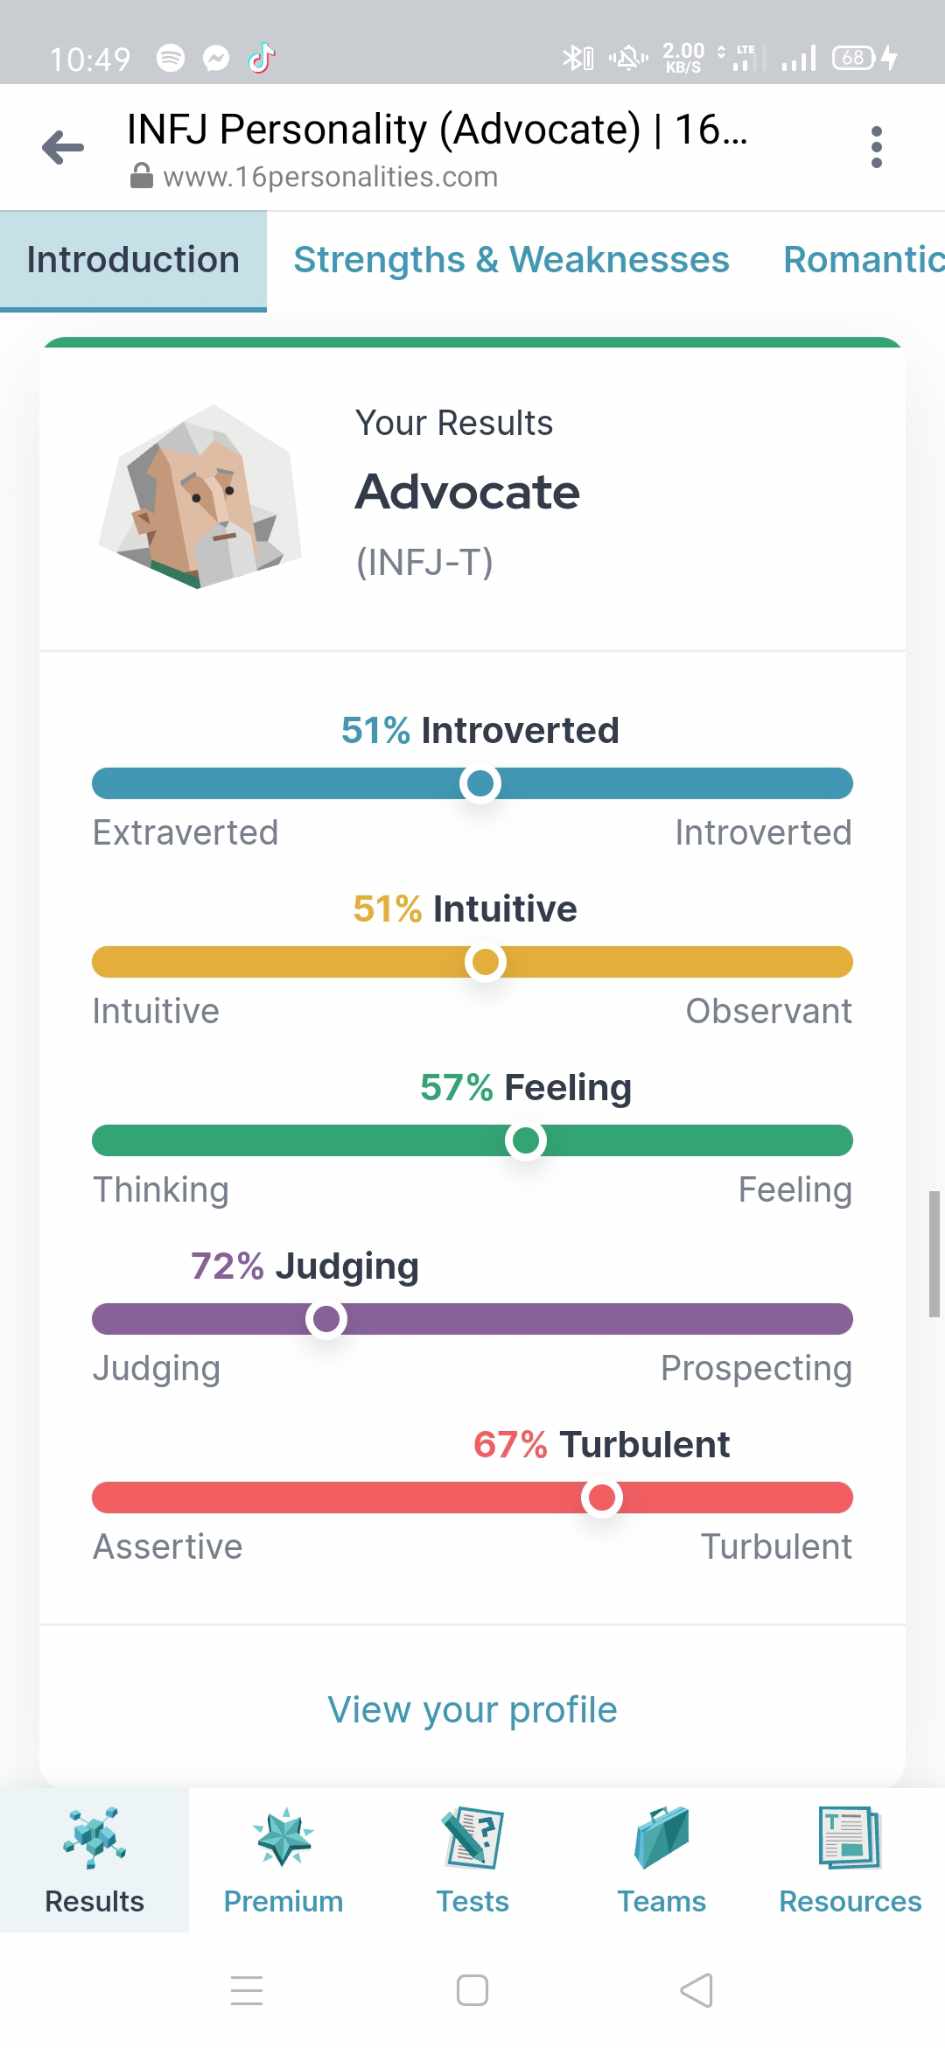 10:49
2.00
KB/S
LTE
68
INFJ Personality (Advocate) | 16...
www.16personalities.com
Introduction
Strengths & Weaknesses
Romantic
Your Results
Advocate
(INFJ-T)
51% Introverted
Extraverted
Introverted
51% Intuitive
Intuitive
Observant
57% Feeling
Thinking
Feeling
72% Judging
Judging
Prospecting
67% Turbulent
Assertive
Turbulent
View your profile
Results
Premium
Tests
Teams
Resources